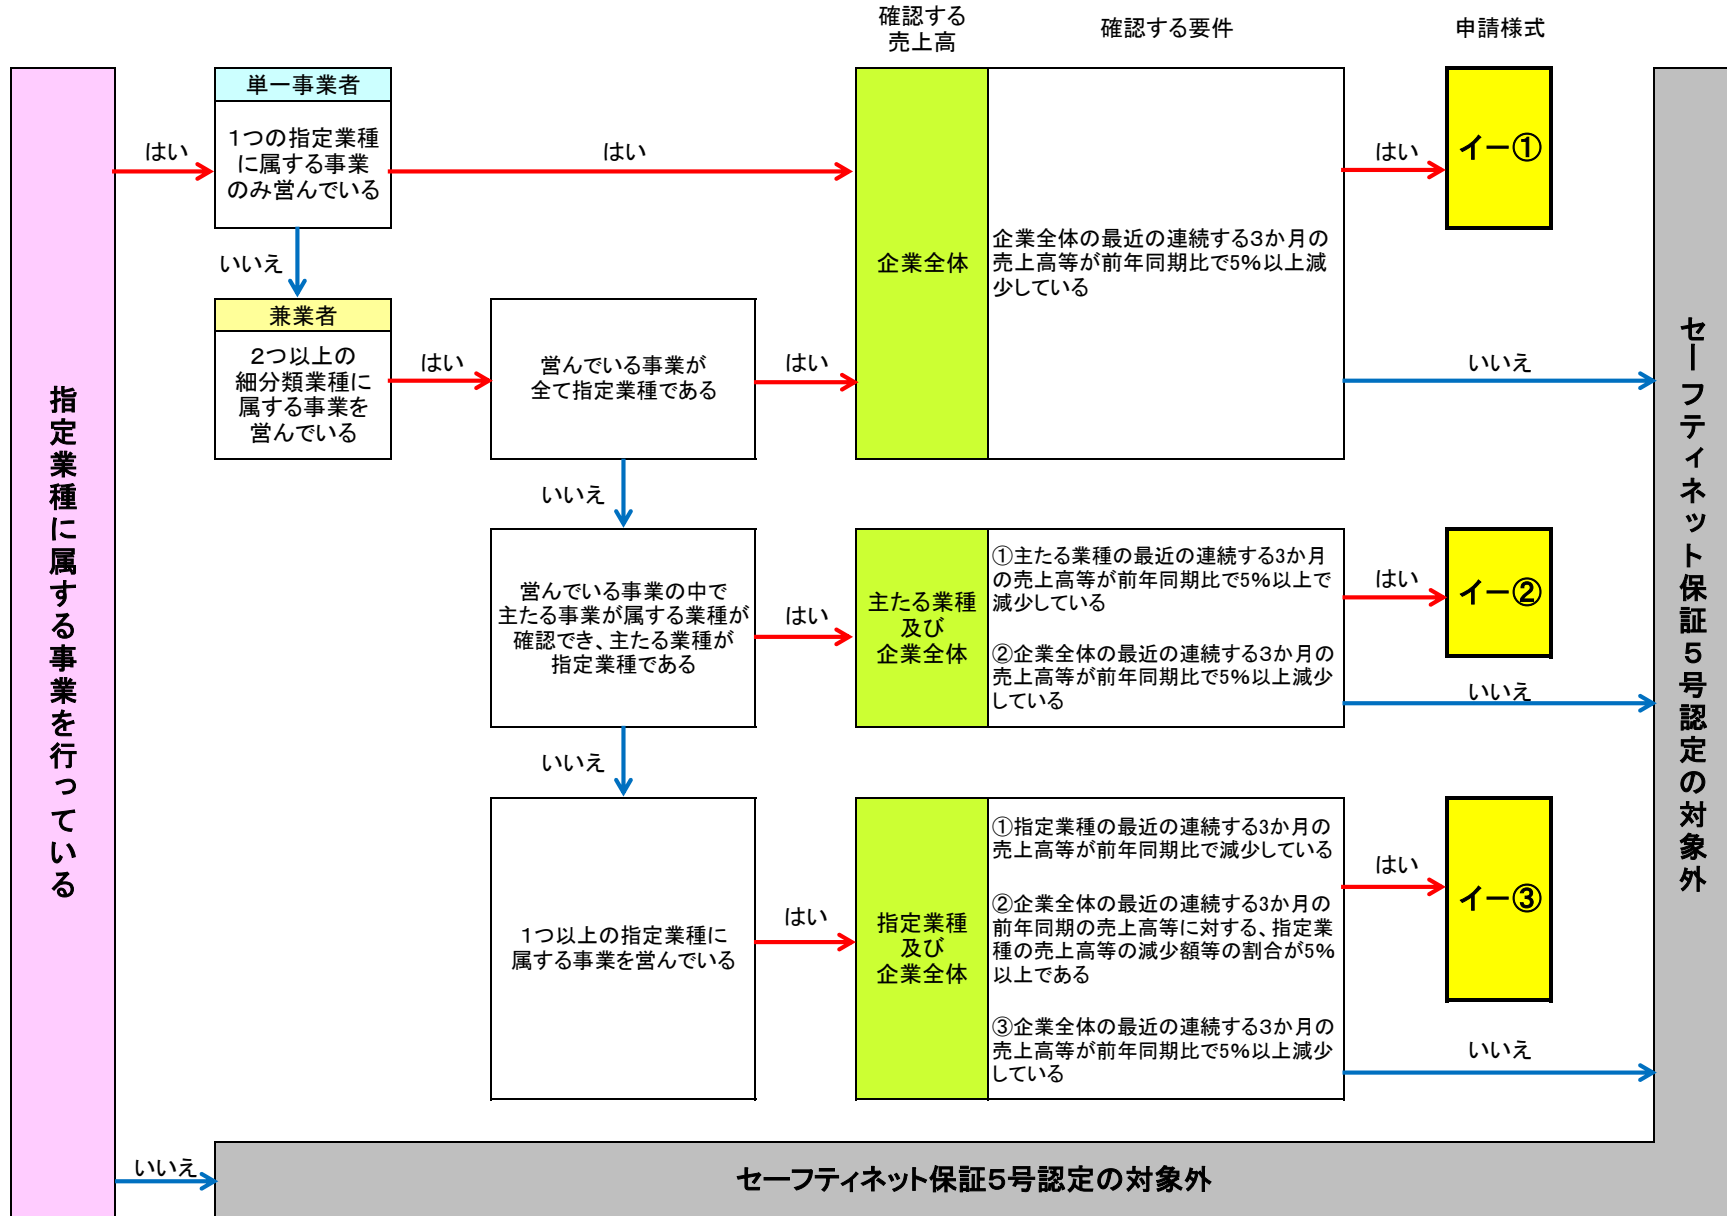 確認する
売上高
確認する要件
申請様式
指定業種に属する事業を行っている
はい
単一事業者
1つの指定業種
に属する事業
のみ営んでいる
はい
企業全体
企業全体の最近の連続する3か月の
売上高等が前年同期比で5%以上減
少している
はい
イー①
いいえ
兼業者
2つ以上の
細分類業種に
属する事業を
営んでいる
はい
営んでいる事業が
全て指定業種である
はい
いいえ
セーフティネット保証5号認定の対象外
いいえ
営んでいる事業の中で
主たる事業が属する業種が
確認でき、主たる業種が
指定業種である
はい
主たる業種
及び
企業全体
①主たる業種の最近の連続する3か月
の売上高等が前年同期比で5%以上で
減少している
②企業全体の最近の連続する3か月の
売上高等が前年同期比で5%以上減少
している
はい
イー②
いいえ
いいえ
1つ以上の指定業種に
属する事業を営んでいる
はい
指定業種
及び
企業全体
①指定業種の最近の連続する3か月の
売上高等が前年同期比で減少している
②企業全体の最近の連続する3か月の
前年同期の売上高等に対する、指定業
種の売上高等の減少額等の割合が5%
以上である
③企業全体の最近の連続する3か月の
売上高等が前年同期比で5%以上減少
している
はい
イー③
いいえ
いいえ
セーフティネット保証5号認定の対象外